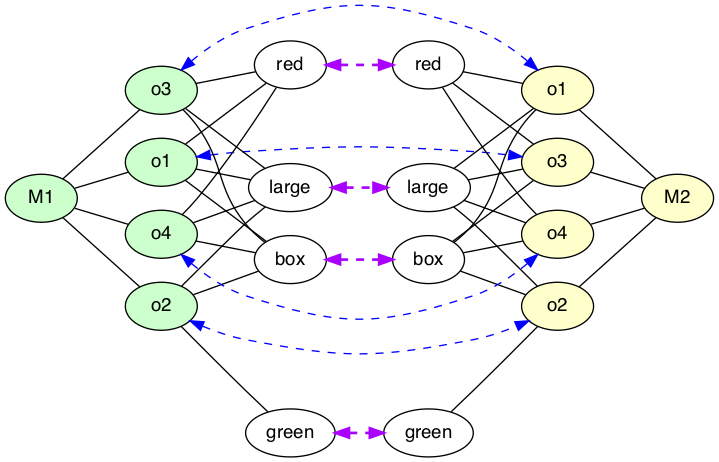 red
red
o3
o1
o1
o3
M1
large
large
M2
o4
o4
box
box
o2
o2
green
green